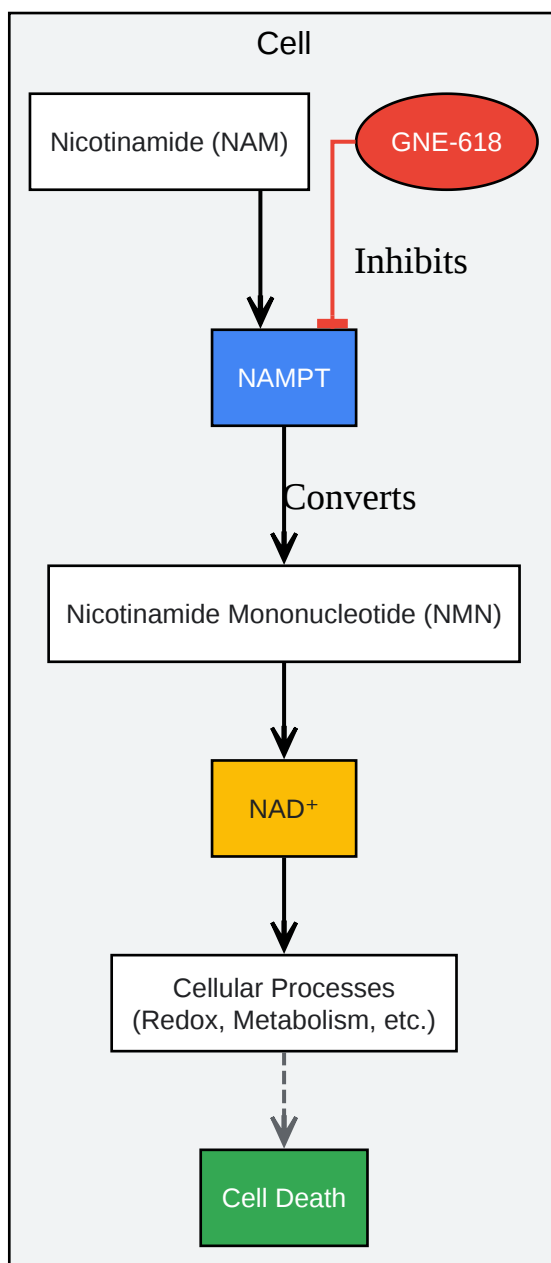 Cell
Nicotinamide (NAM)
GNE-618
Inhibits
NAMPT
Converts
Nicotinamide Mononucleotide (NMN)
NAD⁺
Cellular Processes
(Redox, Metabolism, etc.)
Cell Death